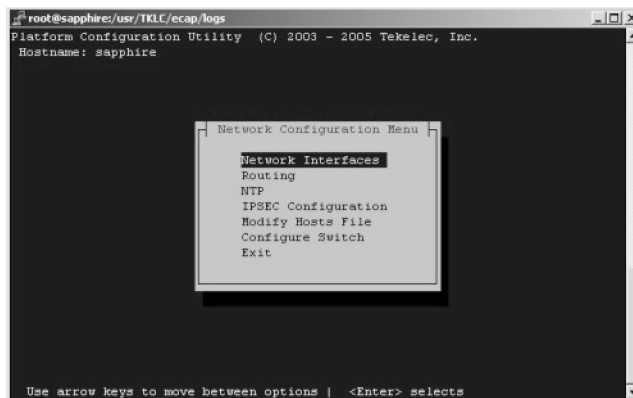 root@sapphire:/usr/TKLC/ecap/logs
Platform Configuration Utility (C) 2003 - 2005 Tekelec, Inc.
Hostname: sapphire
Network Configuration Menu
Network Interfaces
Routing
NTP
IPSEC Configuration
Modify Hosts File
Configure Switch
Exit
Use arrow keys to move between options | <Enter> selects